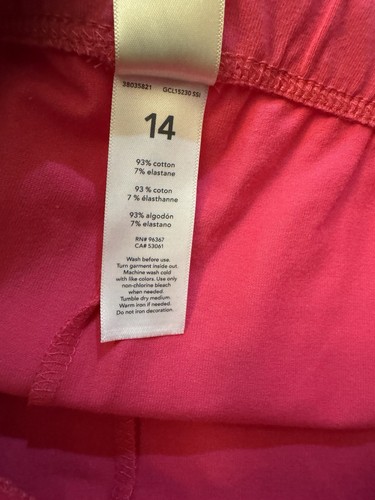 38035821 GCL15230 SSI
14
93% cotton
7% elastane
93 % coton
7 % élasthanne
93% algodón
7% elastano
RN# 96367
CA# 53061
Wash before use.
Turn garment inside out.
Machine wash cold
with like colors. Use only
non-chlorine bleach
when needed.
Tumble dry medium.
Warm iron if needed.
Do not iron decoration.